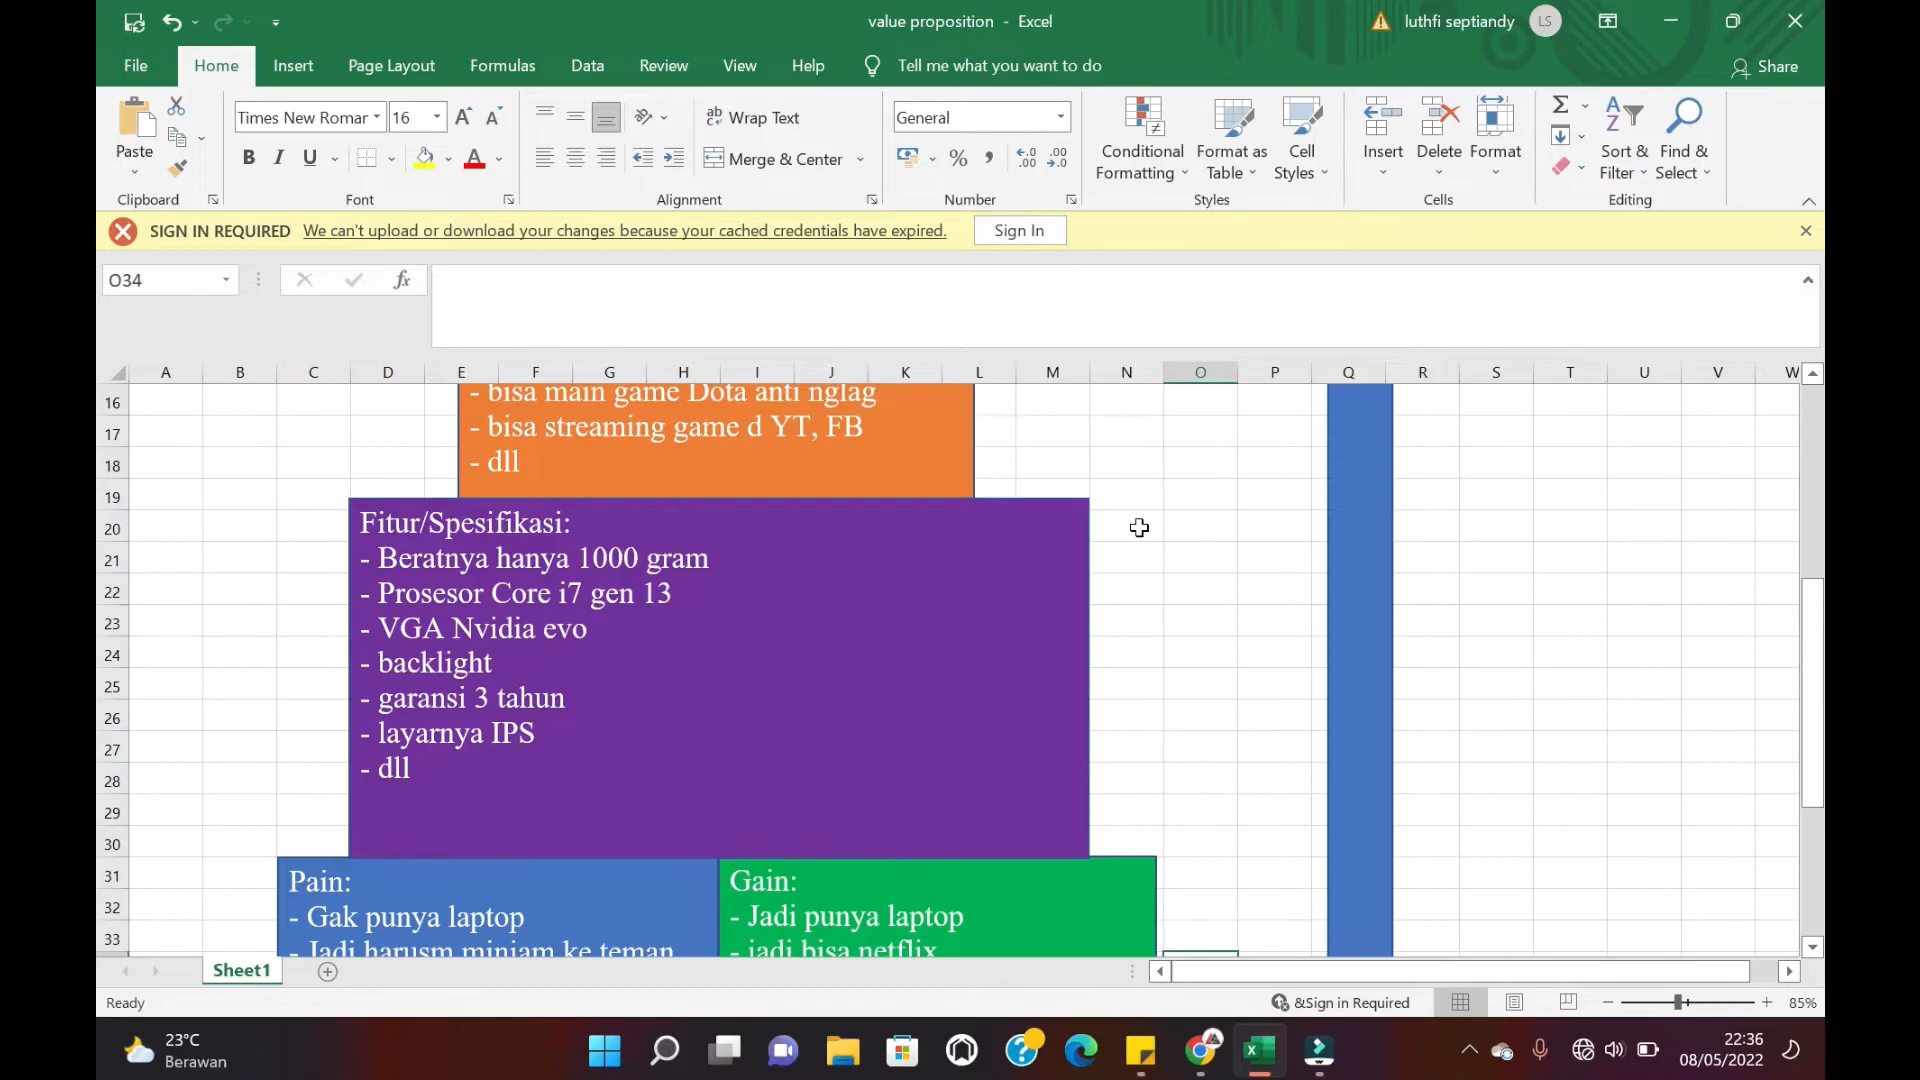 value proposition - Excel
luthfi septiandy
LS
File
Home
Insert
Page Layout
Formulas
Data
Review
View
Help
Tell me what you want to do
Share
Paste
Clipboard
Times New Romar
16
B I U
Font
Wrap Text
Merge & Center
Alignment
General
Number
Conditional
Formatting
Format as
Table
Cell
Styles
Styles
Insert
Delete
Format
Cells
Sort &
Filter
Find &
Select
Editing
SIGN IN REQUIRED We can't upload or download your changes because your cached credentials have expired. Sign In
O34
fx
A B C D E F G H I J K L M N O P Q R S T U V W
16
17
18
19
20
21
22
23
24
25
26
27
28
29
30
31
32
33
- bisa main game Dota anti nglag
- bisa streaming game d YT, FB
- dll
Fitur/Spesifikasi:
- Beratnya hanya 1000 gram
- Prosesor Core i7 gen 13
- VGA Nvidia evo
- backlight
- garansi 3 tahun
- layarnya IPS
- dll
Pain:
- Gak punya laptop
- Jadi harusm minjam ke teman
Gain:
- Jadi punya laptop
- jadi bisa netflix
Sheet1
Ready
&Sign in Required
85%
23°C
Berawan
22:36
08/05/2022